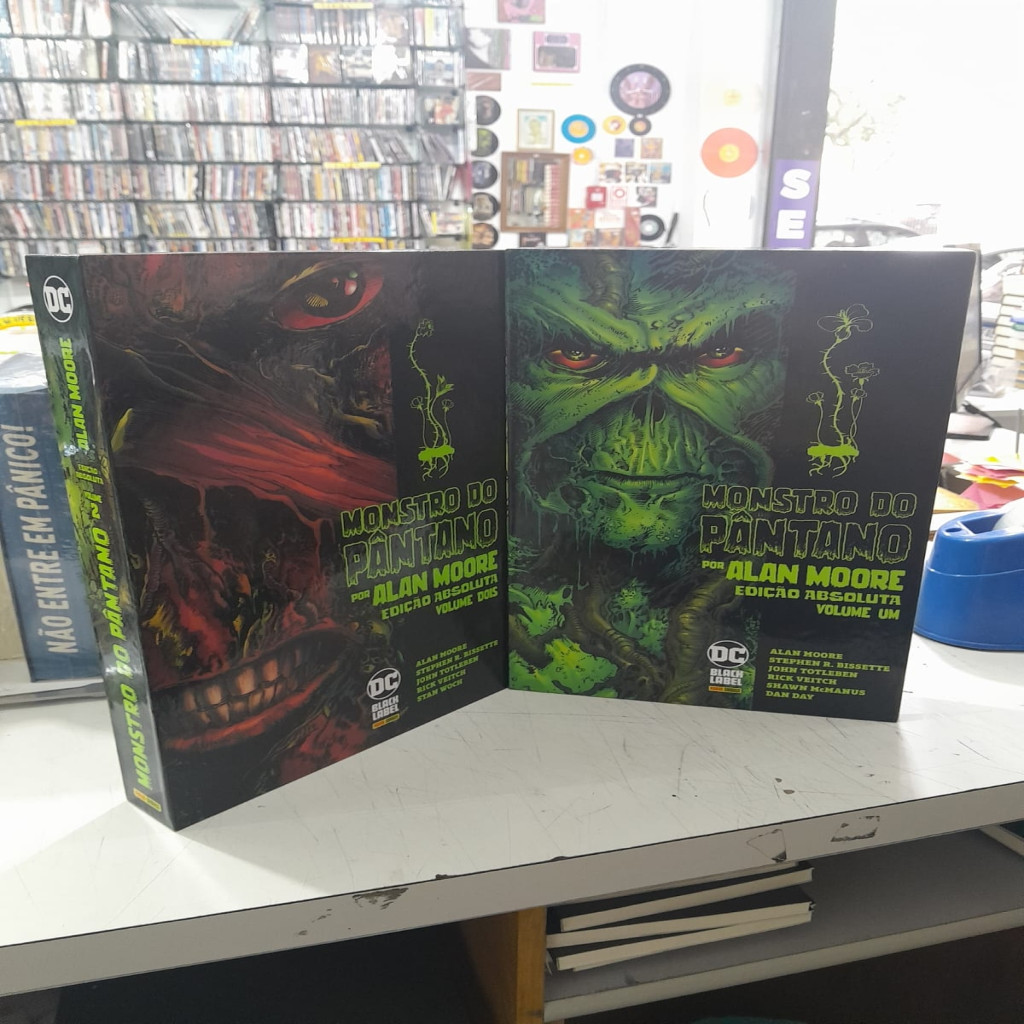 DC
ALAN MOORE
EDIÇÃO
ABSOLUTA
VOLUME 2
MONSTRO DO PÂNTANO
MONSTRO DO
PÂNTANO
POR ALAN MOORE
EDIÇÃO ABSOLUTA
VOLUME DOIS
DC
BLACK
LABEL
ALAN MOORE
STEPHEN R. BISSETTE
JOHN TOTLEBEN
RICK VEITCH
STAN WOCH
MONSTRO DO
PÂNTANO
POR ALAN MOORE
EDIÇÃO ABSOLUTA
VOLUME UM
DC
BLACK
LABEL
ALAN MOORE
STEPHEN R. BISSETTE
JOHN TOTLEBEN
RICK VEITCH
SHAWN McMANUS
DAN DAY
NÃO ENTRE EM PÂNICO!
S
E